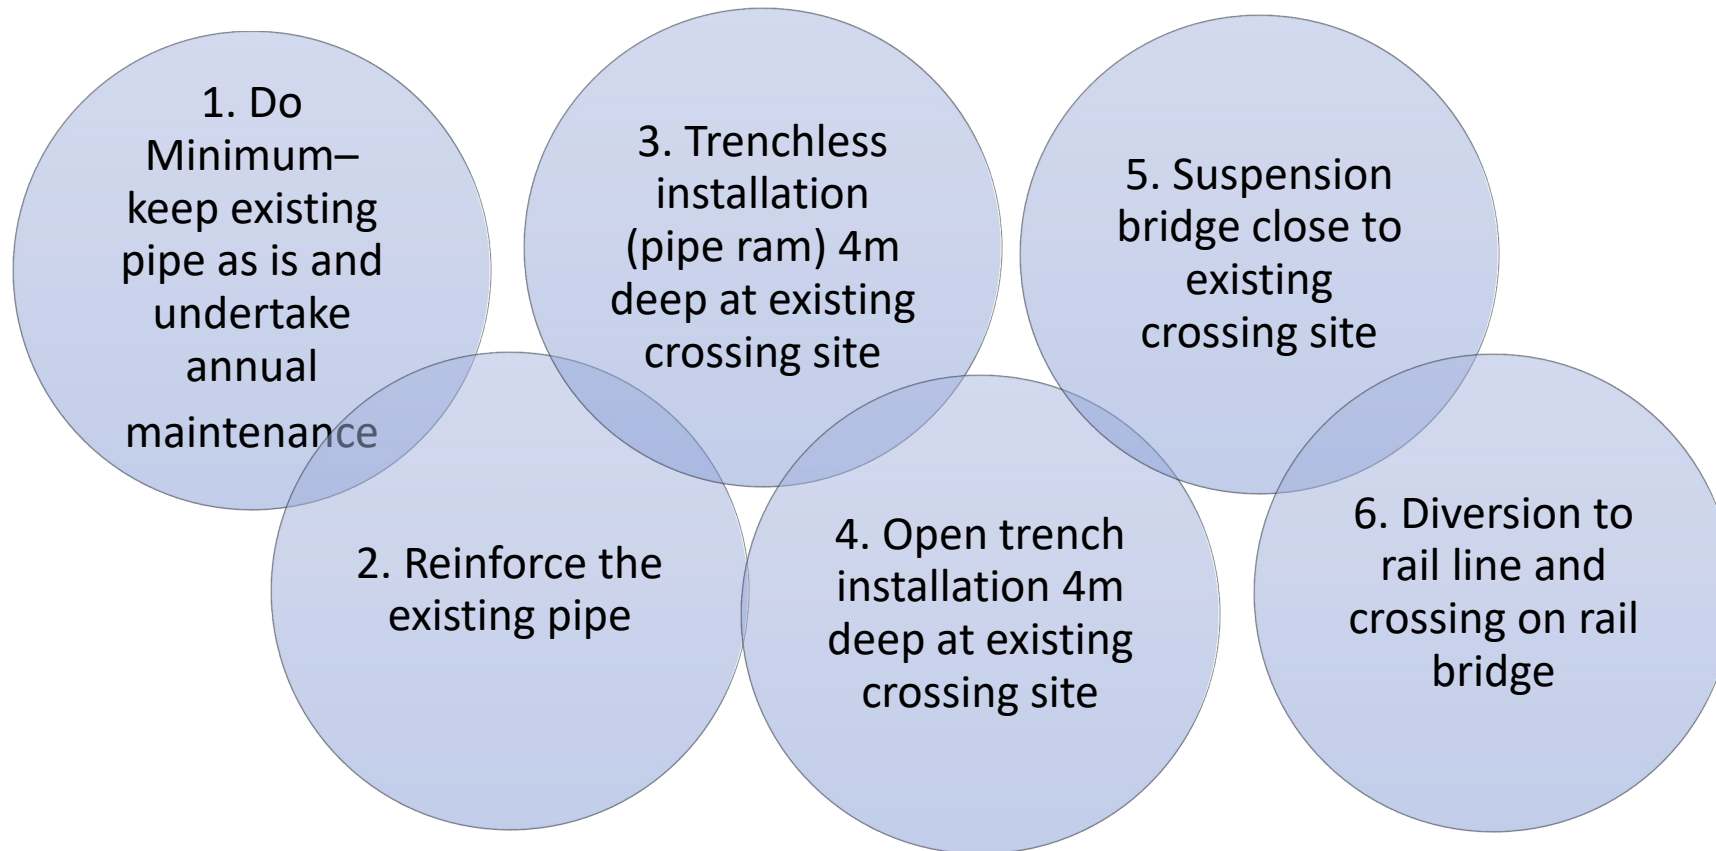 1. Do
Minimum–
keep existing
pipe as is and
undertake
annual
maintenance
2. Reinforce the
existing pipe
3. Trenchless
installation
(pipe ram) 4m
deep at existing
crossing site
4. Open trench
installation 4m
deep at existing
crossing site
5. Suspension
bridge close to
existing
crossing site
6. Diversion to
rail line and
crossing on rail
bridge